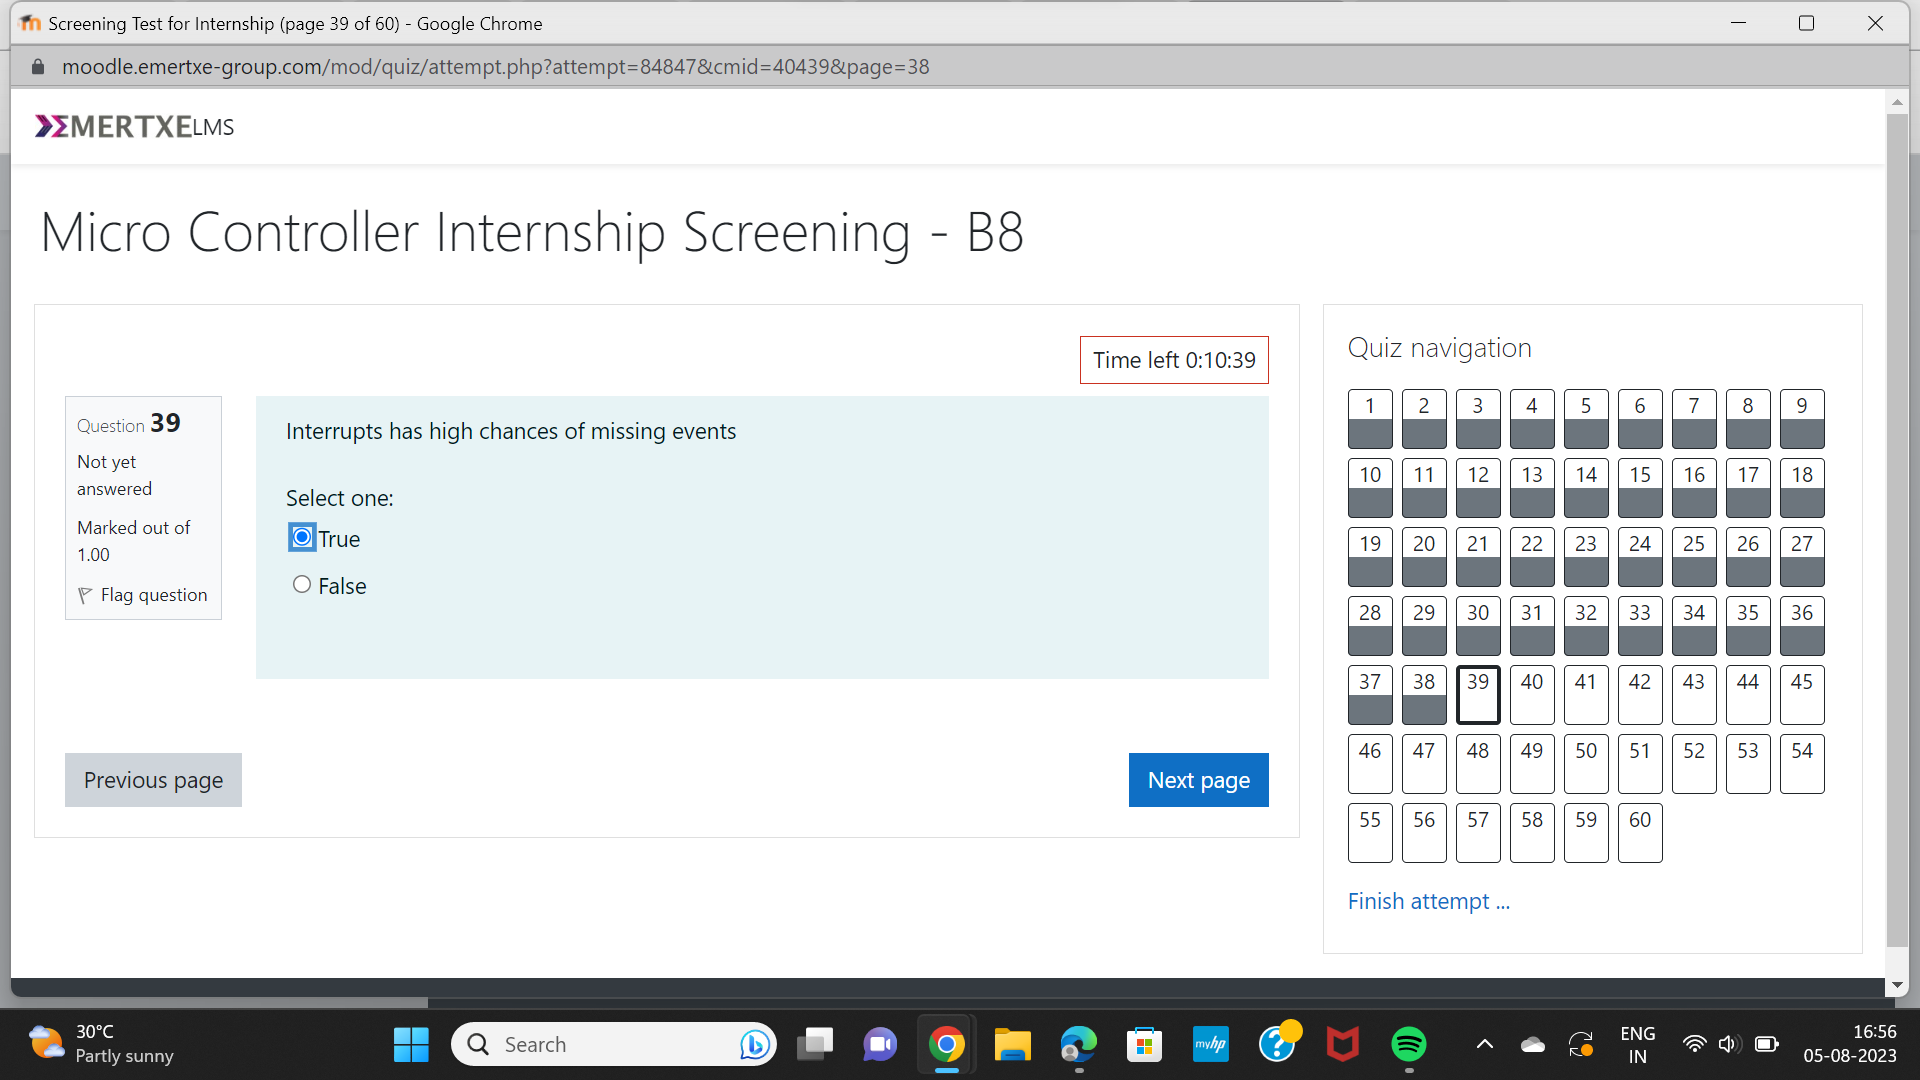 Screening Test for Internship (page 39 of 60) - Google Chrome
moodle.emertxe-group.com/mod/quiz/attempt.php?attempt=84847&cmid=40439&page=38
EMERTXE LMS
Micro Controller Internship Screening - B8
Time left 0:10:39
Question 39
Not yet
answered
Marked out of
1.00
Flag question
Interrupts has high chances of missing events
Select one:
True
False
Previous page
Next page
Quiz navigation
1 2 3 4 5 6 7 8 9
10 11 12 13 14 15 16 17 18
19 20 21 22 23 24 25 26 27
28 29 30 31 32 33 34 35 36
37 38 39 40 41 42 43 44 45
46 47 48 49 50 51 52 53 54
55 56 57 58 59 60
Finish attempt ...
30°C
Partly sunny
Search
myhp
ENG
IN
16:56
05-08-2023